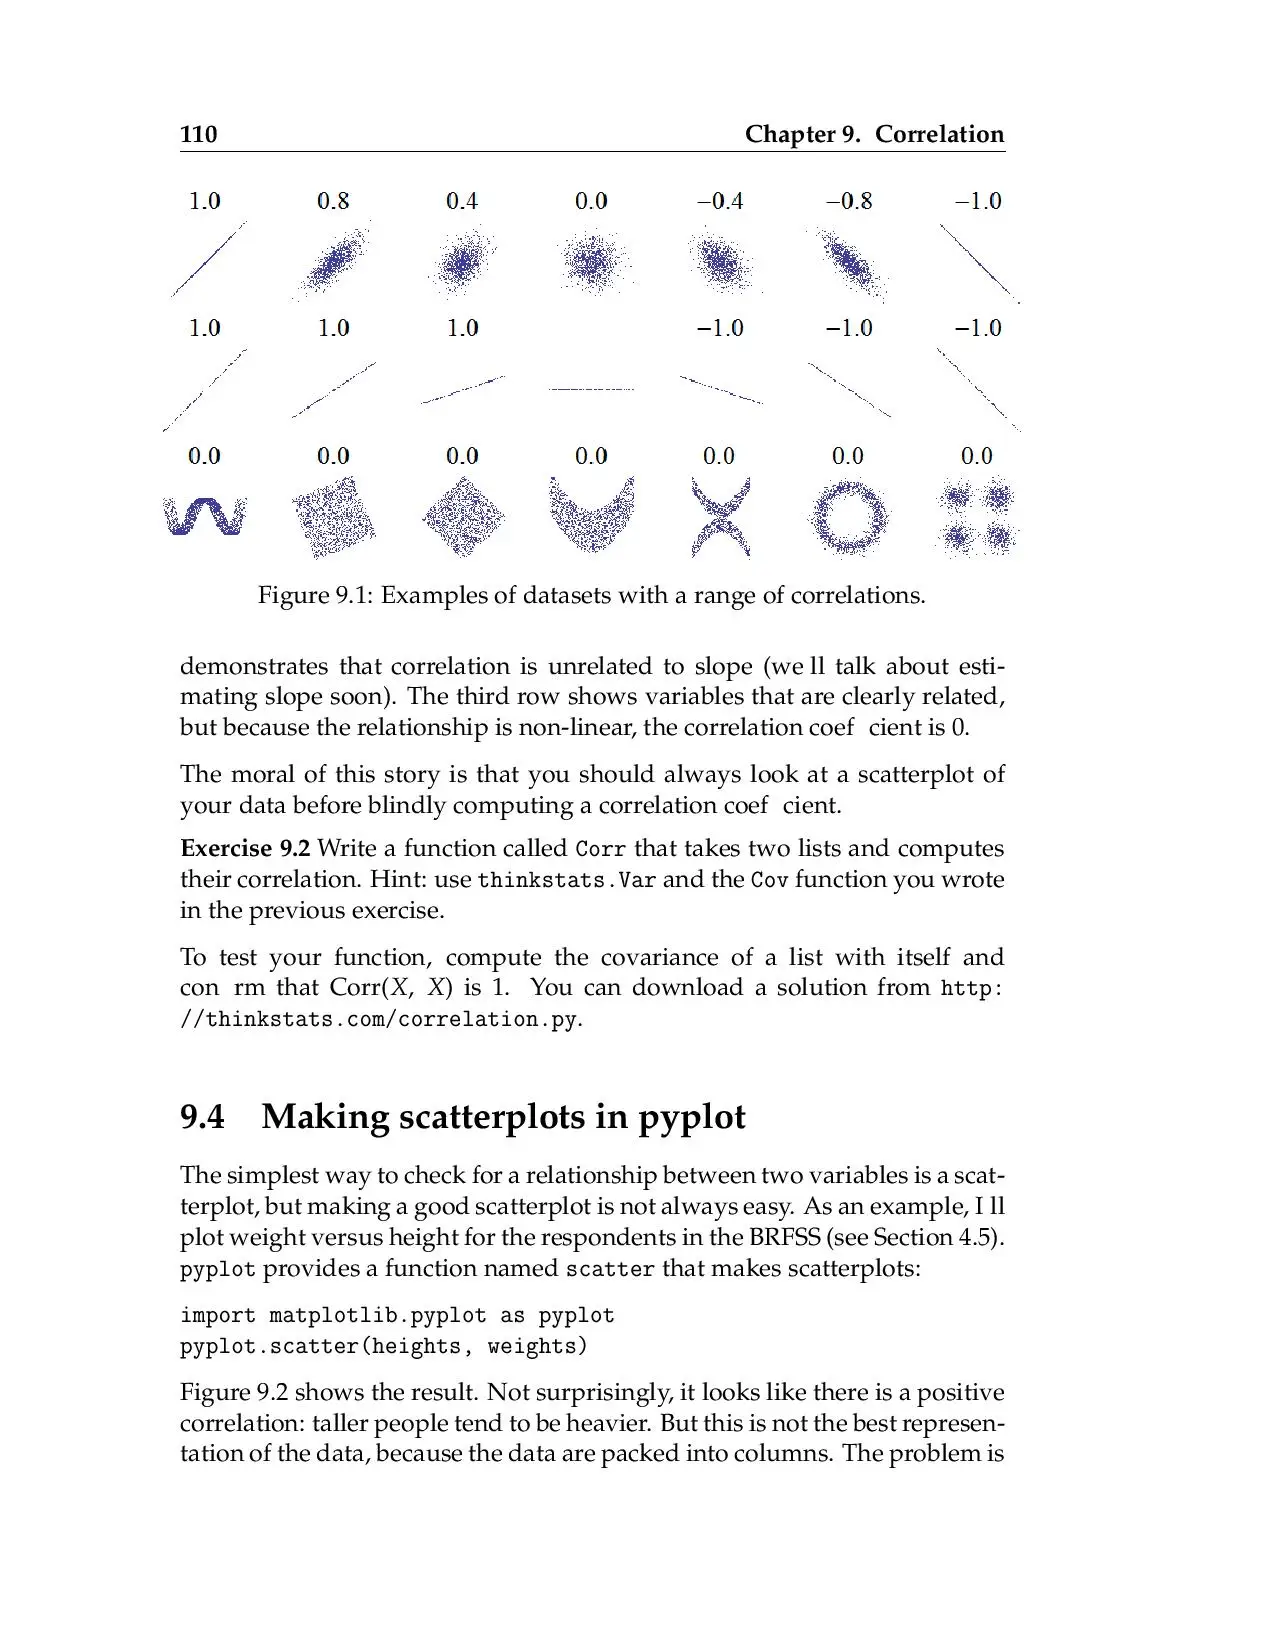 110 Chapter 9. Correlation
1.0 0.8 0.4 0.0 −0.4 −0.8 −1.0
1.0 1.0 1.0 −1.0 −1.0 −1.0
0.0 0.0 0.0 0.0 0.0 0.0 0.0
Figure 9.1: Examples of datasets with a range of correlations.
demonstrates that correlation is unrelated to slope (we ll talk about esti-
mating slope soon). The third row shows variables that are clearly related,
but because the relationship is non-linear, the correlation coef cient is 0.
The moral of this story is that you should always look at a scatterplot of
your data before blindly computing a correlation coef cient.
Exercise 9.2 Write a function called Corr that takes two lists and computes
their correlation. Hint: use thinkstats.Var and the Cov function you wrote
in the previous exercise.
To test your function, compute the covariance of a list with itself and
con rm that Corr(X, X) is 1. You can download a solution from http:
//thinkstats.com/correlation.py.
9.4 Making scatterplots in pyplot
The simplest way to check for a relationship between two variables is a scat-
terplot, but making a good scatterplot is not always easy. As an example, I ll
plot weight versus height for the respondents in the BRFSS (see Section 4.5).
pyplot provides a function named scatter that makes scatterplots:
import matplotlib.pyplot as pyplot
pyplot.scatter(heights, weights)
Figure 9.2 shows the result. Not surprisingly, it looks like there is a positive
correlation: taller people tend to be heavier. But this is not the best represen-
tation of the data, because the data are packed into columns. The problem is